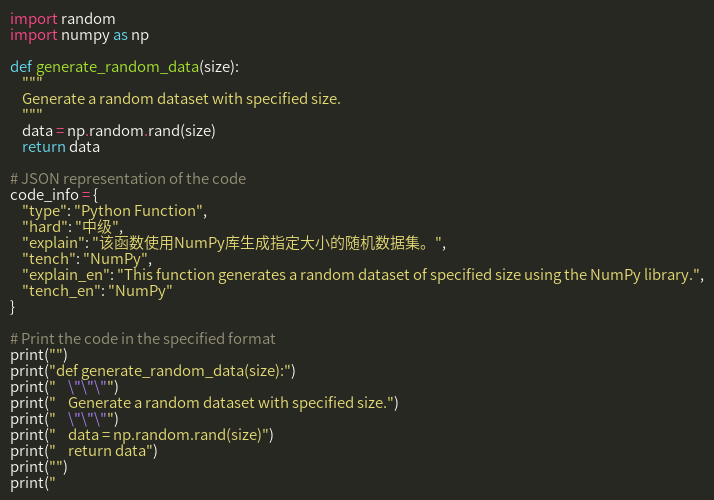 import random
import numpy as np

def generate_random_data(size):
    """
    Generate a random dataset with specified size.
    """
    data = np.random.rand(size)
    return data

# JSON representation of the code
code_info = {
    "type": "Python Function",
    "hard": "中级",
    "explain": "该函数使用NumPy库生成指定大小的随机数据集。",
    "tench": "NumPy",
    "explain_en": "This function generates a random dataset of specified size using the NumPy library.",
    "tench_en": "NumPy"
}

# Print the code in the specified format
print("")
print("def generate_random_data(size):")
print("    \"\"\"")
print("    Generate a random dataset with specified size.")
print("    \"\"\"")
print("    data = np.random.rand(size)")
print("    return data")
print("")
print("